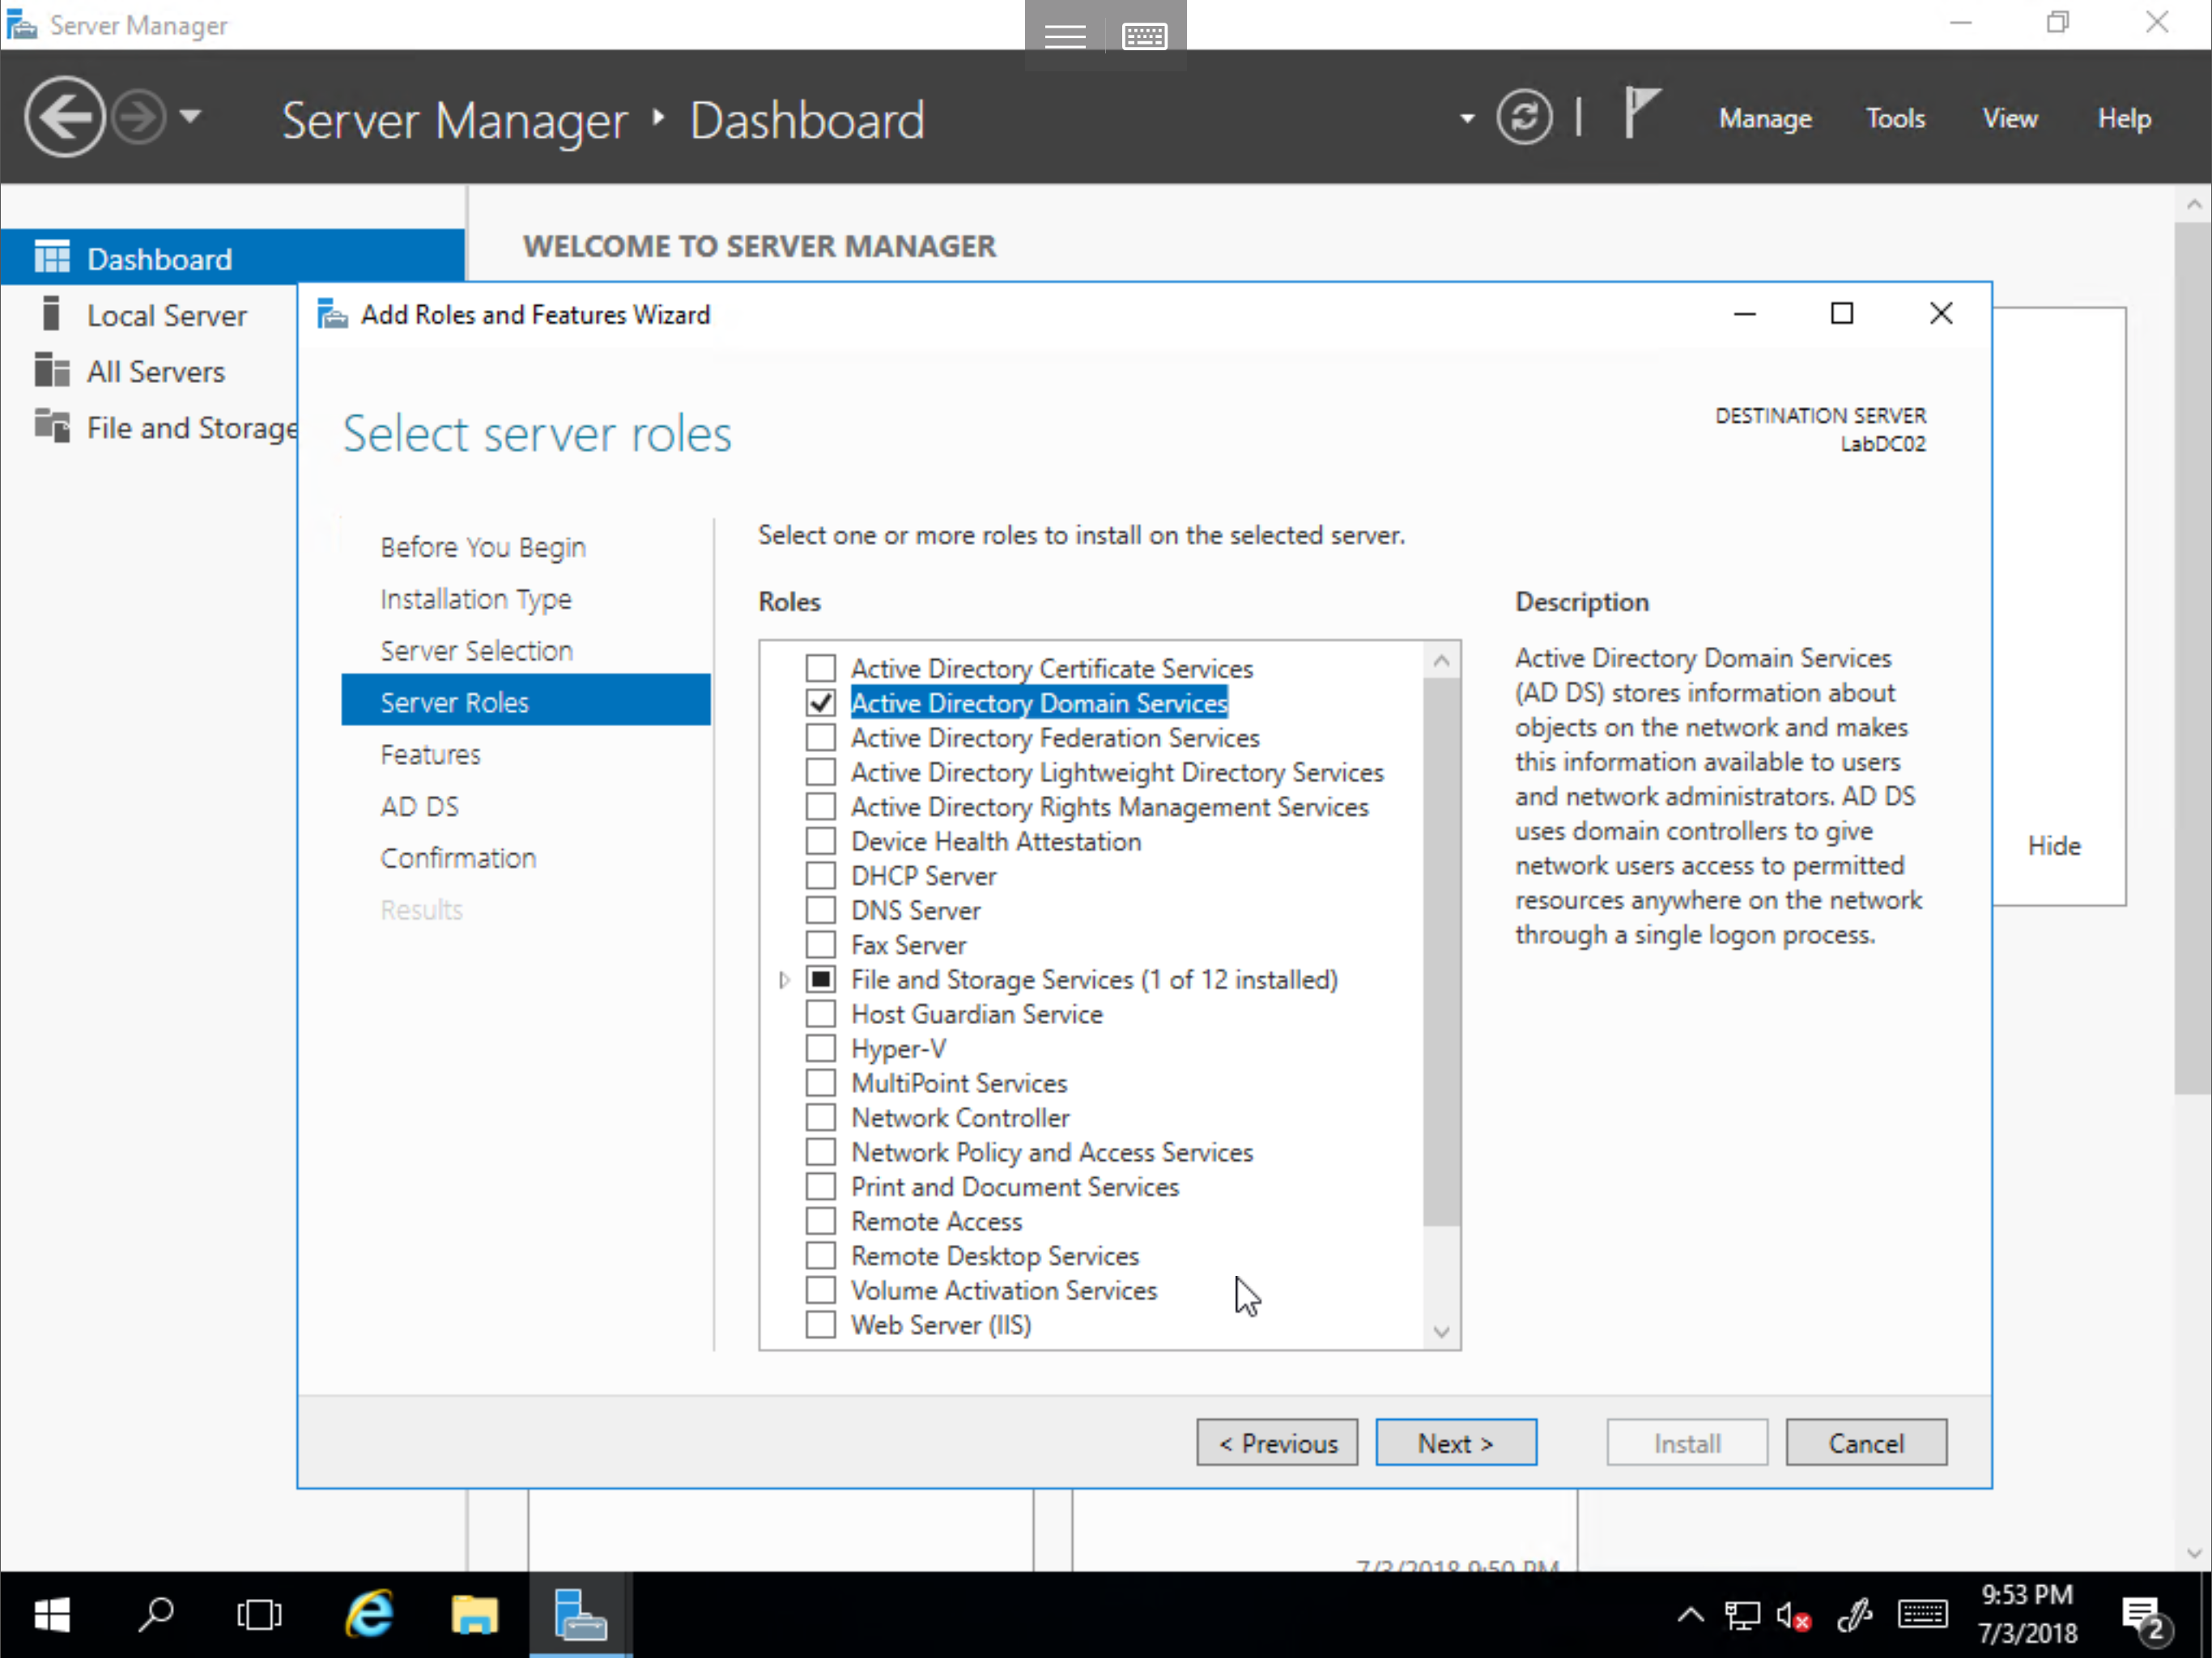 Server Manager
Server Manager ‣ Dashboard
Manage
Tools
View
Help
Dashboard
Local Server
All Servers
File and Storage
WELCOME TO SERVER MANAGER
Add Roles and Features Wizard
Select server roles
DESTINATION SERVER
LabDC02
Before You Begin
Installation Type
Server Selection
Server Roles
Features
AD DS
Confirmation
Results
Select one or more roles to install on the selected server.
Roles
Active Directory Certificate Services
Active Directory Domain Services
Active Directory Federation Services
Active Directory Lightweight Directory Services
Active Directory Rights Management Services
Device Health Attestation
DHCP Server
DNS Server
Fax Server
File and Storage Services (1 of 12 installed)
Host Guardian Service
Hyper-V
MultiPoint Services
Network Controller
Network Policy and Access Services
Print and Document Services
Remote Access
Remote Desktop Services
Volume Activation Services
Web Server (IIS)
Description
Active Directory Domain Services
(AD DS) stores information about
objects on the network and makes
this information available to users
and network administrators. AD DS
uses domain controllers to give
network users access to permitted
resources anywhere on the network
through a single logon process.
Hide
< Previous
Next >
Install
Cancel
7/3/2018 9:50 PM
9:53 PM
7/3/2018
2